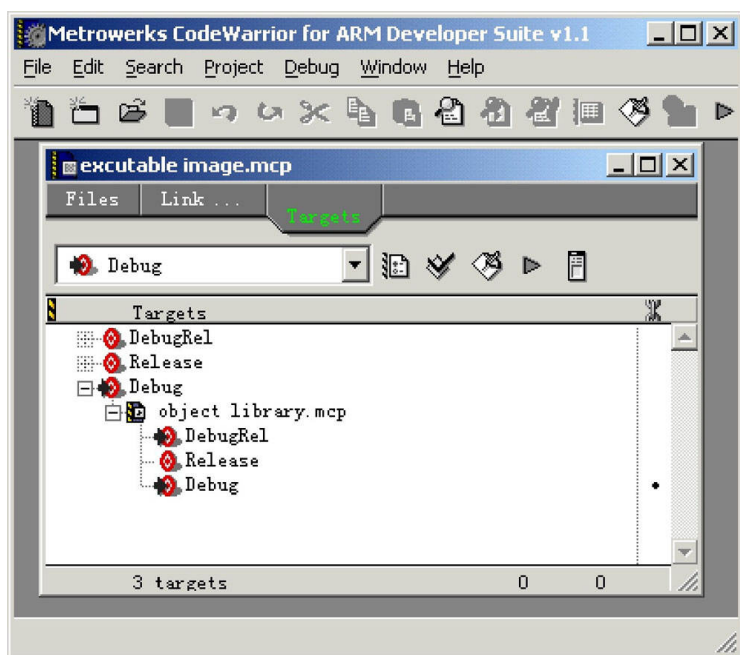 Metrowerks CodeWarrior for ARM Developer Suite v1.1
File Edit Search Project Debug Window Help
excutable image.mcp
Files Link ... Targets
Debug
Targets
DebugRel
Release
Debug
object library.mcp
DebugRel
Release
Debug
3 targets 0 0